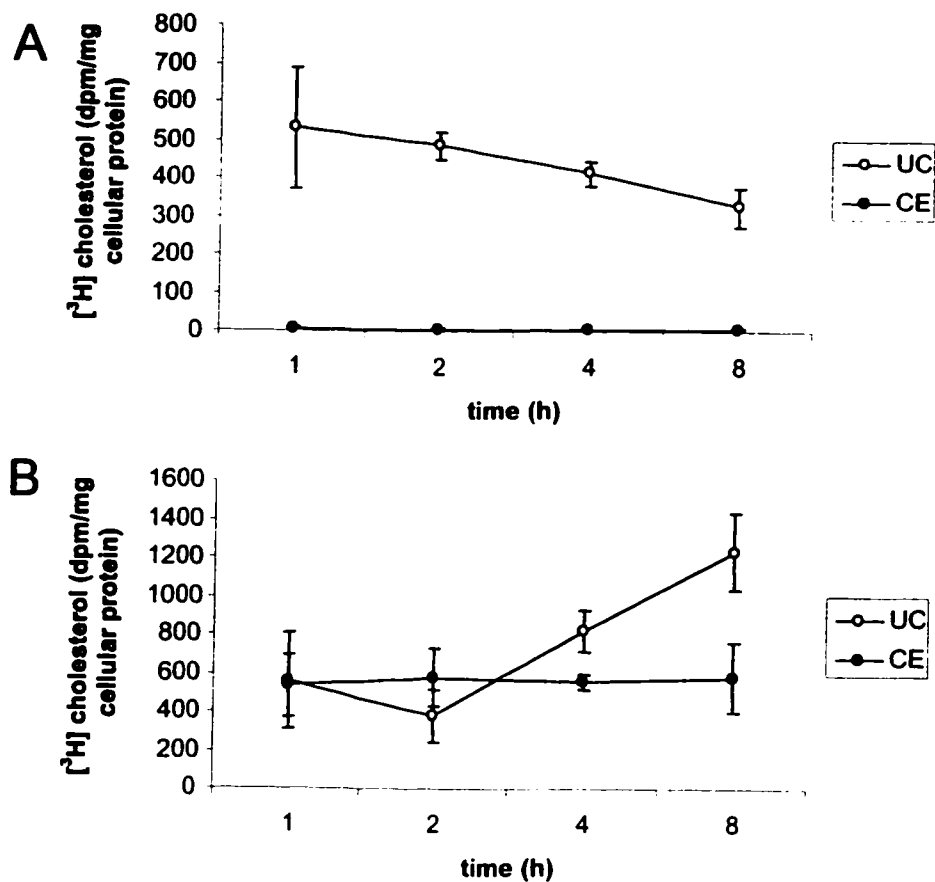 A
[³H] cholesterol (dpm/mg
cellular protein)
800
700
600
500
400
300
200
100
0
1 2 4 8
time (h)
UC
CE
B
[³H] cholesterol (dpm/mg
cellular protein)
1600
1400
1200
1000
800
600
400
200
0
1 2 4 8
time (h)
UC
CE